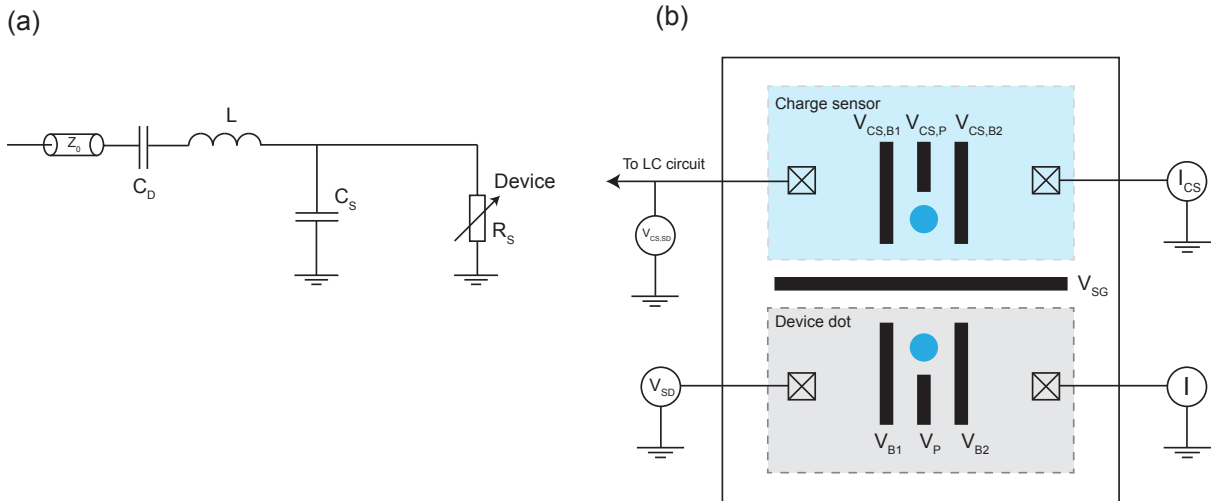 (a)
Z0
CD
L
CS
Device
RS
(b)
Charge sensor
VCS,B1 VCS,P VCS,B2
To LC circuit
VCS,SD
ICS
VSG
Device dot
VSD
I
VB1 VP VB2